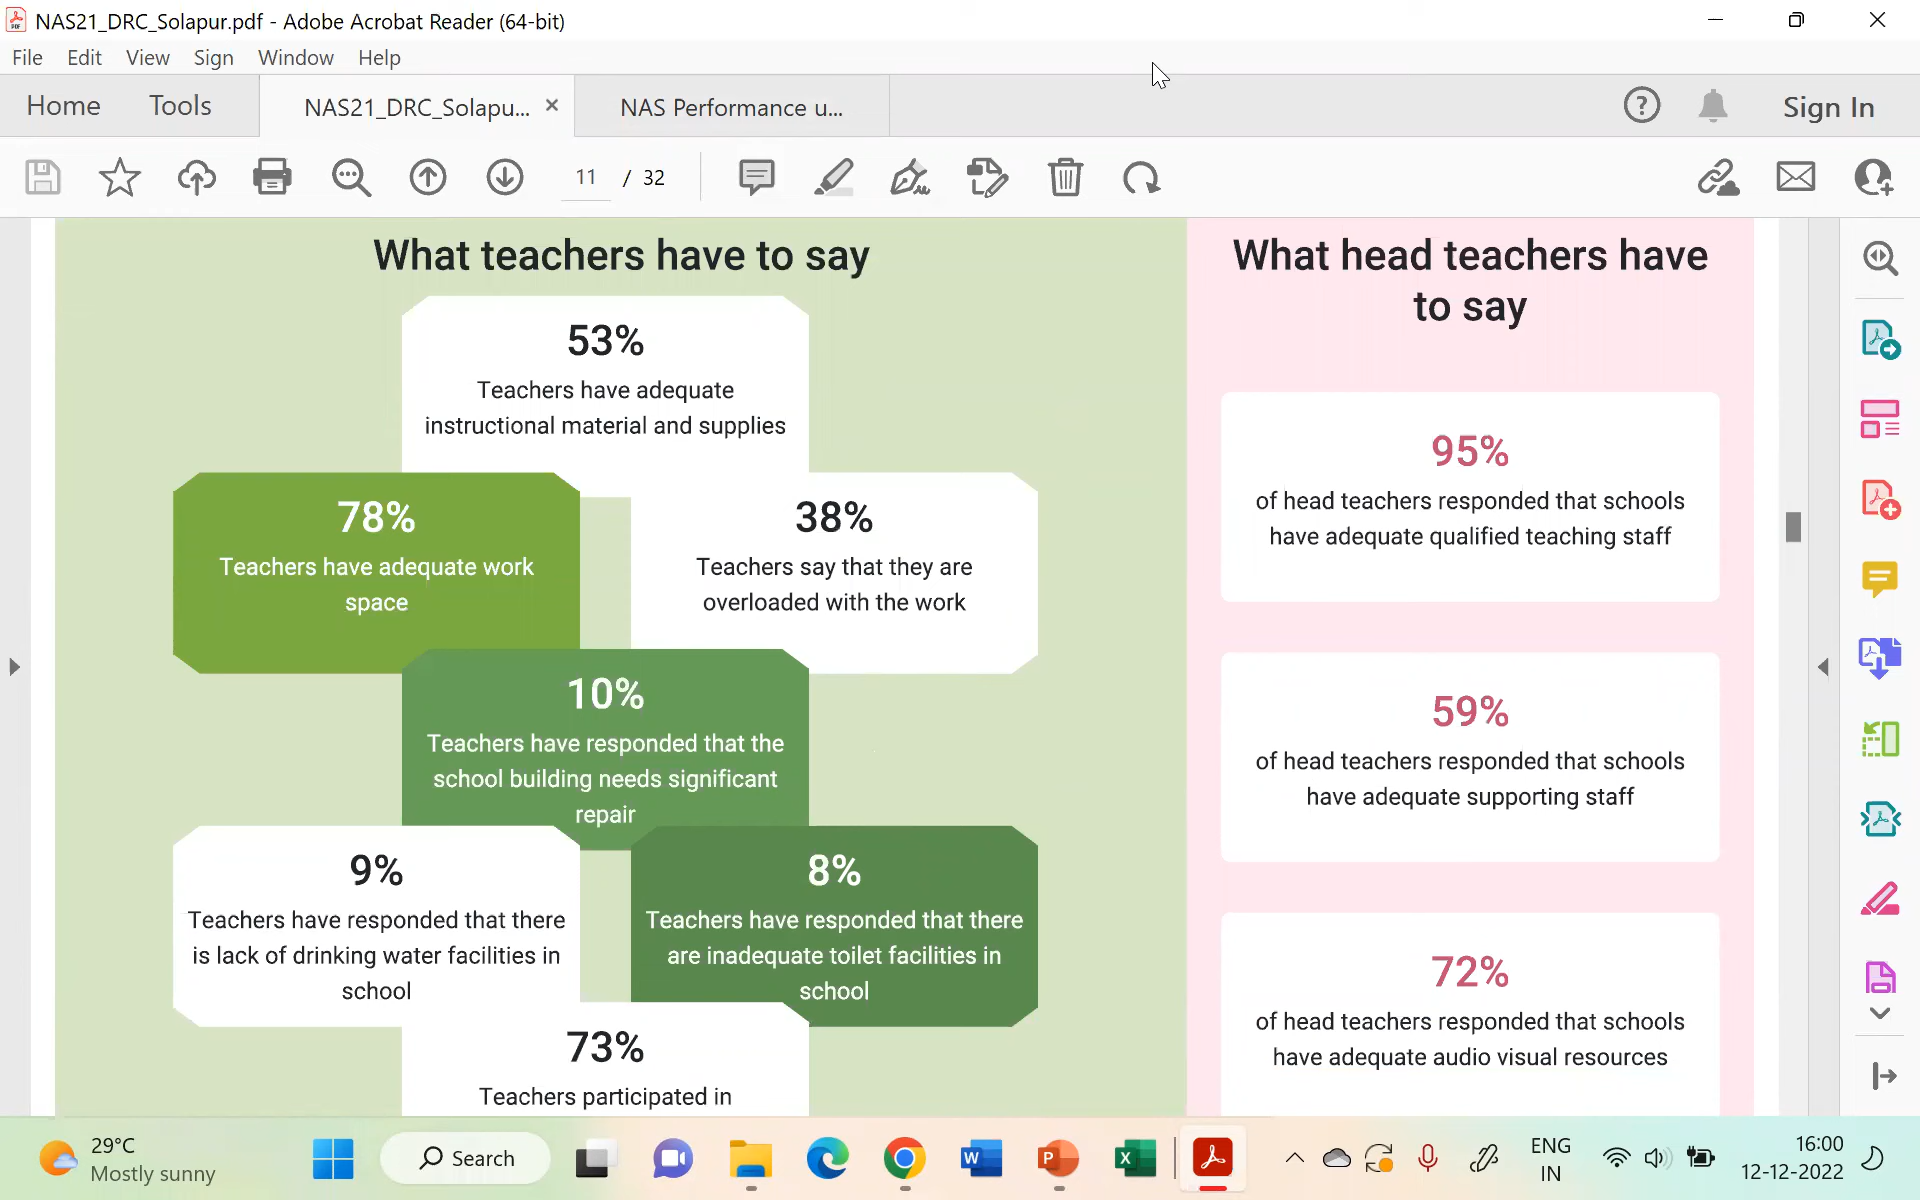 NAS21_DRC_Solapur.pdf - Adobe Acrobat Reader (64-bit)
File Edit View Sign Window Help
Home Tools NAS21_DRC_Solapu... NAS Performance u... Sign In
11 / 32
What teachers have to say
53%
Teachers have adequate
instructional material and supplies
78%
Teachers have adequate work
space
38%
Teachers say that they are
overloaded with the work
10%
Teachers have responded that the
school building needs significant
repair
9%
Teachers have responded that there
is lack of drinking water facilities in
school
8%
Teachers have responded that there
are inadequate toilet facilities in
school
73%
Teachers participated in
What head teachers have
to say
95%
of head teachers responded that schools
have adequate qualified teaching staff
59%
of head teachers responded that schools
have adequate supporting staff
72%
of head teachers responded that schools
have adequate audio visual resources
29°C
Mostly sunny
Search
ENG
IN
16:00
12-12-2022